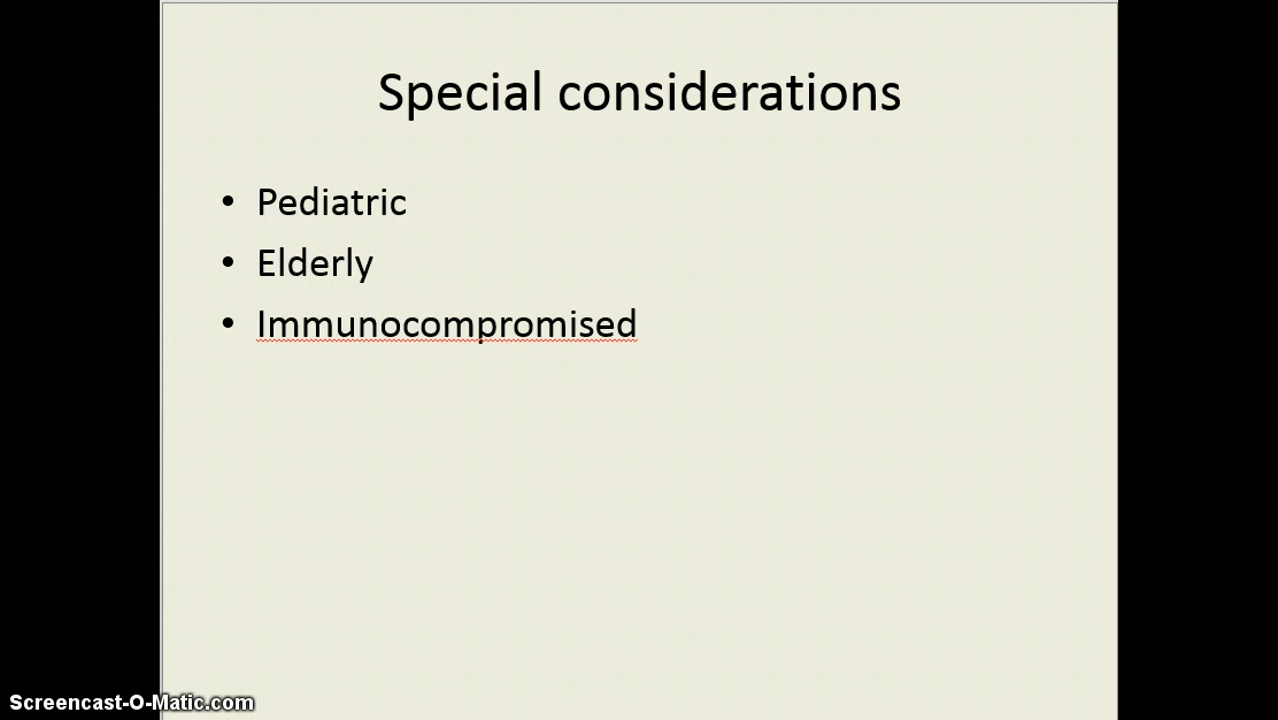 Special considerations
• Pediatric
• Elderly
• Immunocompromised
Screencast-O-Matic.com